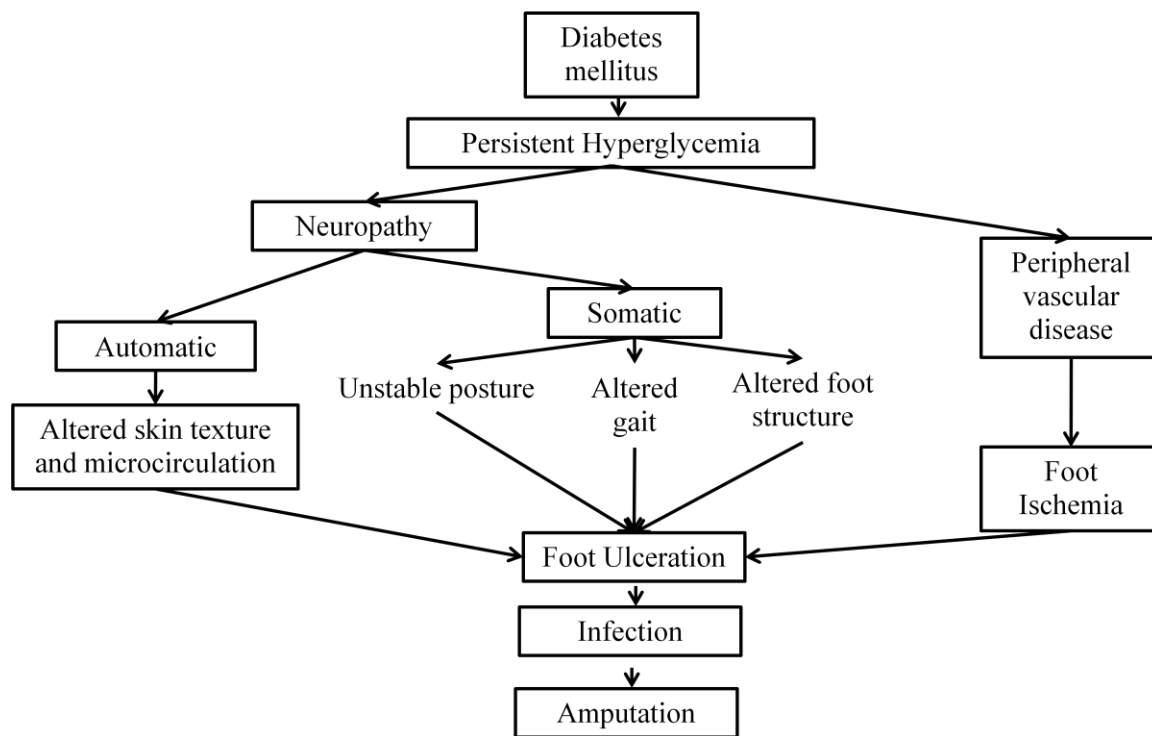 Diabetes
mellitus
Persistent Hyperglycemia
Neuropathy
Peripheral
vascular
disease
Somatic
Automatic
Unstable posture
Altered
gait
Altered foot
structure
Altered skin texture
and microcirculation
Foot
Ischemia
Foot Ulceration
Infection
Amputation